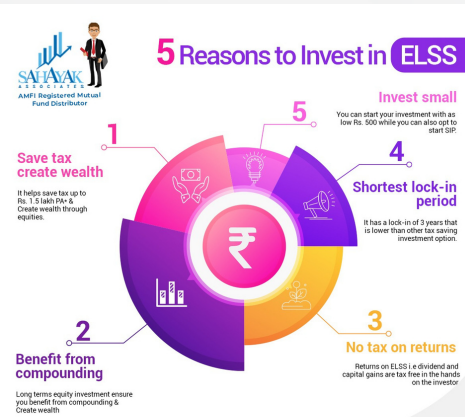 SAHAYAK
ASSOCIATES
AMFI Registered Mutual
Fund Distributor
5 Reasons to Invest in ELSS
1
Save tax
create wealth
It helps save tax up to
Rs. 1.5 lakh PA* &
Create wealth through
equities.
2
Benefit from
compounding
Long terms equity investment ensure
you benefit from compounding &
Create wealth
3
No tax on returns
Returns on ELSS i.e dividend and
capital gains are tax free in the hands
on the investor
4
Shortest lock-in
period
It has a lock-in of 3 years that
is lower than other tax saving
investment option.
5
Invest small
You can start your investment with as
low Rs. 500 while you can also opt to
start SIP.
₹